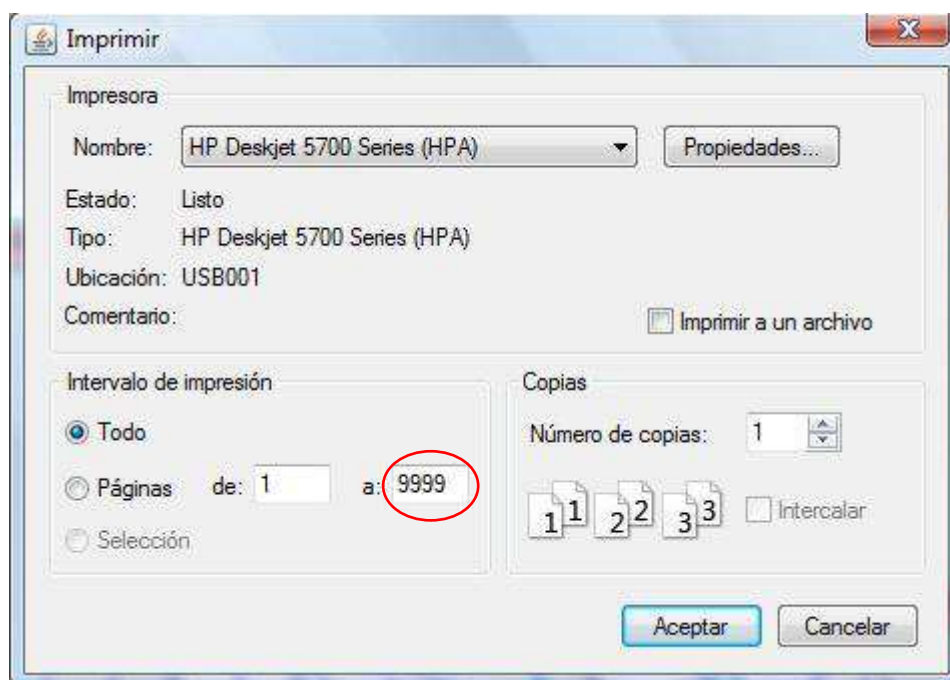 Imprimir
Impresora
Nombre: HP Deskjet 5700 Series (HPA) Propiedades...
Estado: Listo
Tipo: HP Deskjet 5700 Series (HPA)
Ubicación: USB001
Comentario:
Imprimir a un archivo
Intervalo de impresión
Todo
Páginas de: 1 a: 9999
Selección
Copias
Número de copias: 1
1 1 2 2 3 3 Intercalar
Aceptar Cancelar